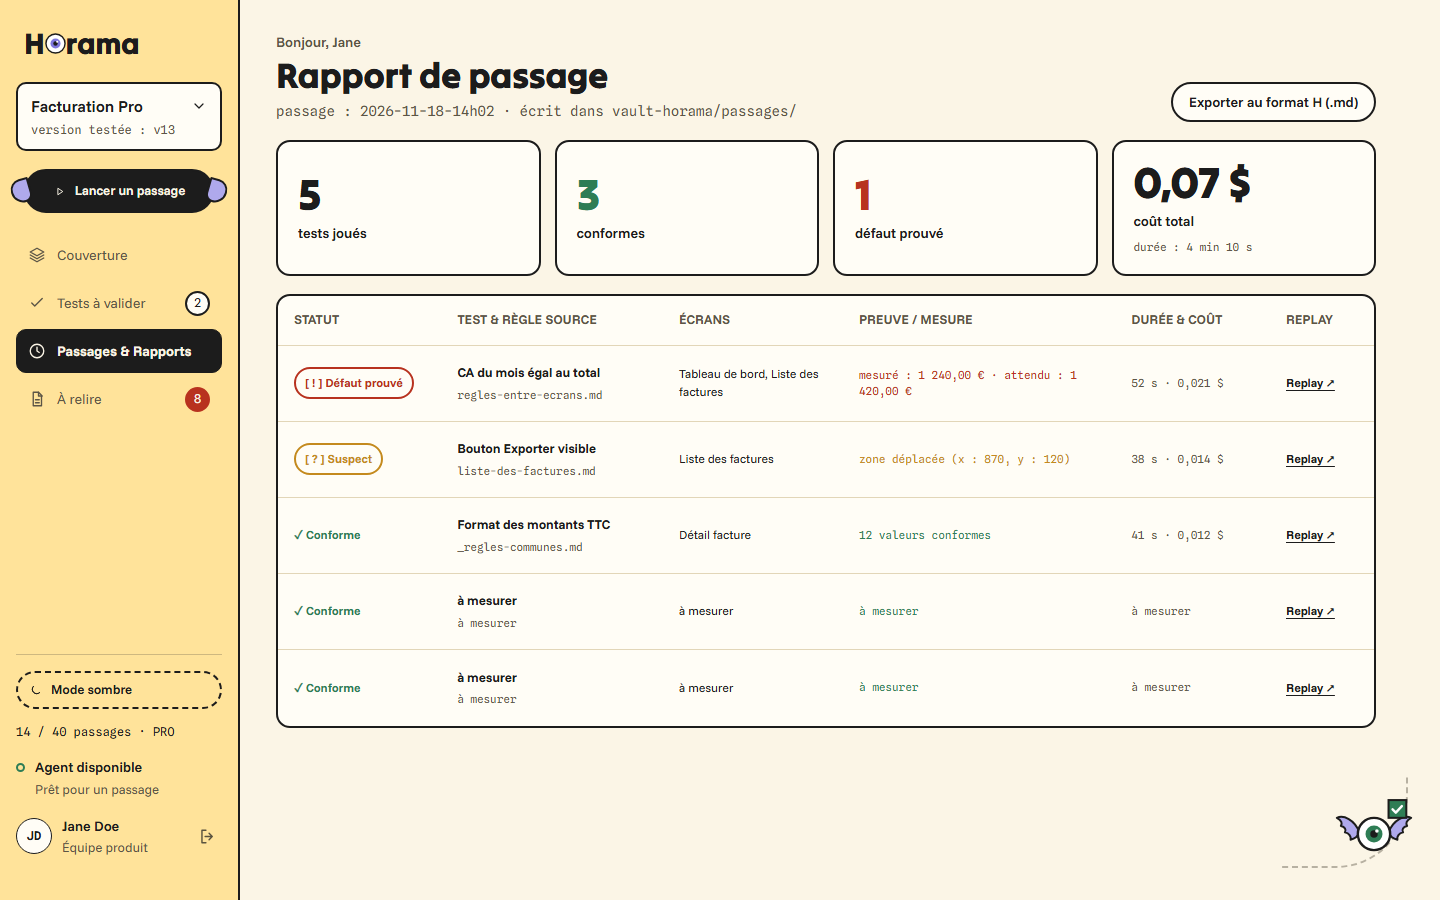 Horama
Facturation Pro
version testée : v13
Lancer un passage
Couverture
Tests à valider 2
Passages & Rapports
À relire 8
Mode sombre
14 / 40 passages · PRO
Agent disponible
Prêt pour un passage
JD
Jane Doe
Équipe produit
Bonjour, Jane
Rapport de passage
passage : 2026-11-18-14h02 · écrit dans vault-horama/passages/
Exporter au format H (.md)
5
tests joués
3
conformes
1
défaut prouvé
0,07 $
coût total
durée : 4 min 10 s
STATUT TEST & RÈGLE SOURCE ÉCRANS PREUVE / MESURE DURÉE & COÛT REPLAY
[ ! ] Défaut prouvé
CA du mois égal au total
regles-entre-ecrans.md
Tableau de bord, Liste des
factures
mesuré : 1 240,00 € · attendu : 1
420,00 €
52 s · 0,021 $
Replay ↗
[ ? ] Suspect
Bouton Exporter visible
liste-des-factures.md
Liste des factures
zone déplacée (x : 870, y : 120)
38 s · 0,014 $
Replay ↗
✓ Conforme
Format des montants TTC
_regles-communes.md
Détail facture
12 valeurs conformes
41 s · 0,012 $
Replay ↗
✓ Conforme
à mesurer
à mesurer
à mesurer
à mesurer
à mesurer
Replay ↗
✓ Conforme
à mesurer
à mesurer
à mesurer
à mesurer
à mesurer
Replay ↗